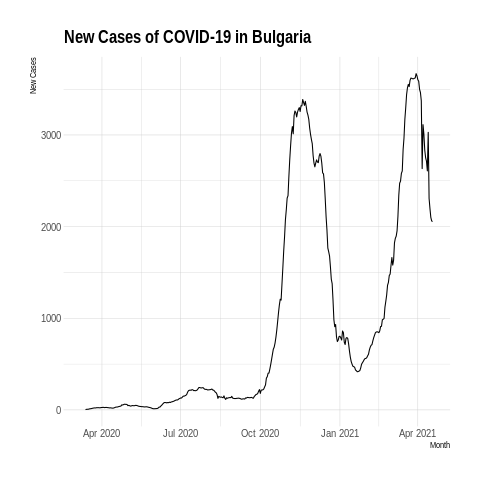 New Cases of COVID-19 in Bulgaria
New Cases
3000
2000
1000
0
Apr 2020 Jul 2020 Oct 2020 Jan 2021 Apr 2021
Month